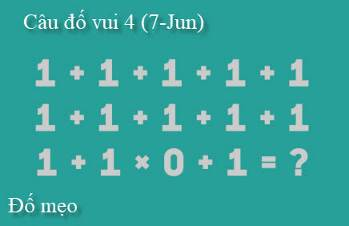 Câu đố vui 4 (7-Jun)
1 + 1 + 1 + 1 + 1
1 + 1 + 1 + 1 + 1
1 + 1 × 0 + 1 = ?
Đố mẹo